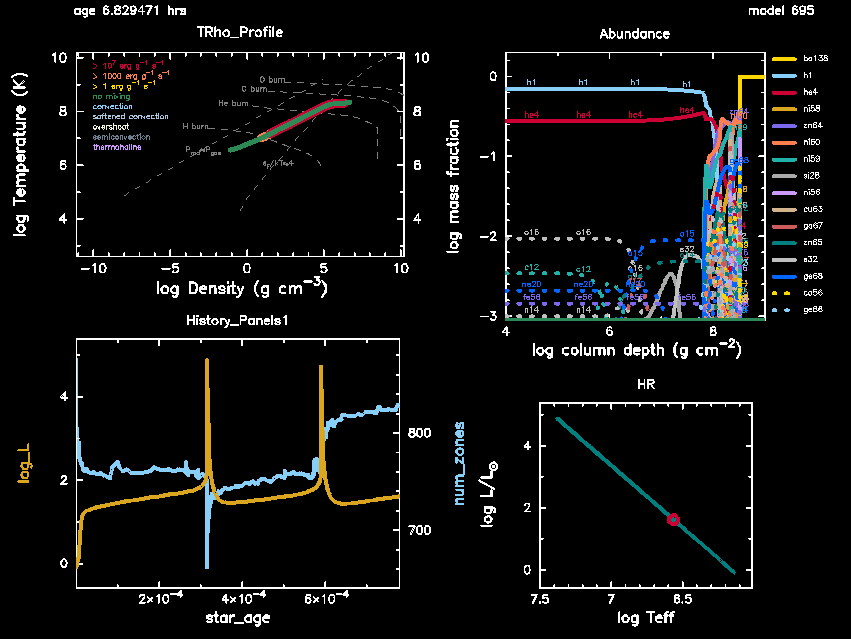 age 6.829471 hrs
model 695
TRho_Profile
> 10⁷ erg g⁻¹ s⁻¹
> 1000 erg g⁻¹ s⁻¹
> 1 erg g⁻¹ s⁻¹
no mixing
convection
softened convection
overshoot
semiconvection
thermohaline
O burn
C burn
He burn
H burn
10
8
6
4
10
8
6
4
−10
−5
0
5
10
log Temperature (K)
log Density (g cm⁻³)
Abundance
0
−1
−2
−3
4
6
8
log mass fraction
log column depth (g cm⁻²)
h1 h1 h1 h1
he4 he4 he4
o16 o16
c12 c12
ne20 ne20
fe56 fe56
n14 n14
s32
ba138
h1
he4
ni58
zn64
ni60
ni59
si28
ni56
cu63
ga67
zn65
s32
ge68
co56
ge66
History_Panels1
4
2
0
800
700
2×10⁻⁴
4×10⁻⁴
6×10⁻⁴
log_L
num_zones
star_age
HR
4
2
0
7.5
7
6.5
log L/L☉
log Teff